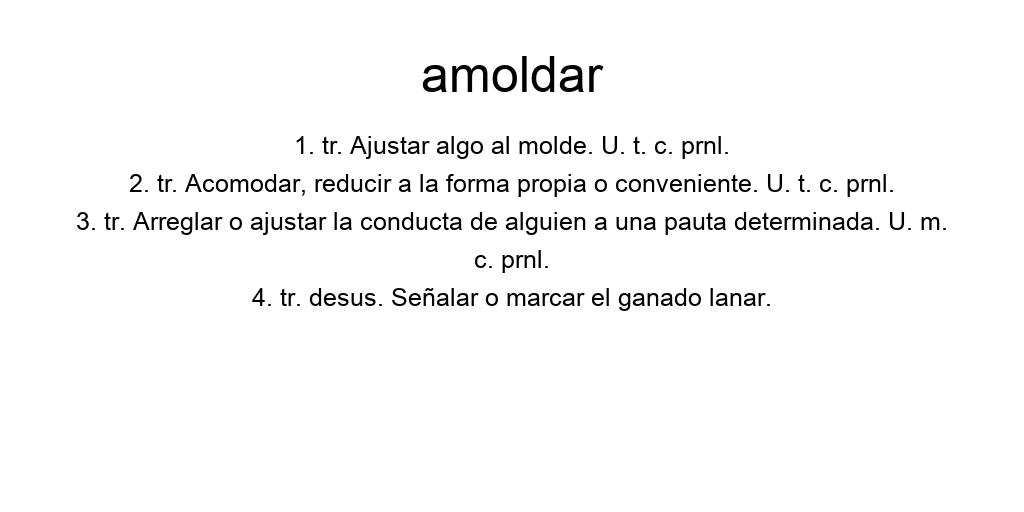 amoldar
1. tr. Ajustar algo al molde. U. t. c. prnl.
2. tr. Acomodar, reducir a la forma propia o conveniente. U. t. c. prnl.
3. tr. Arreglar o ajustar la conducta de alguien a una pauta determinada. U. m.
c. prnl.
4. tr. desus. Señalar o marcar el ganado lanar.